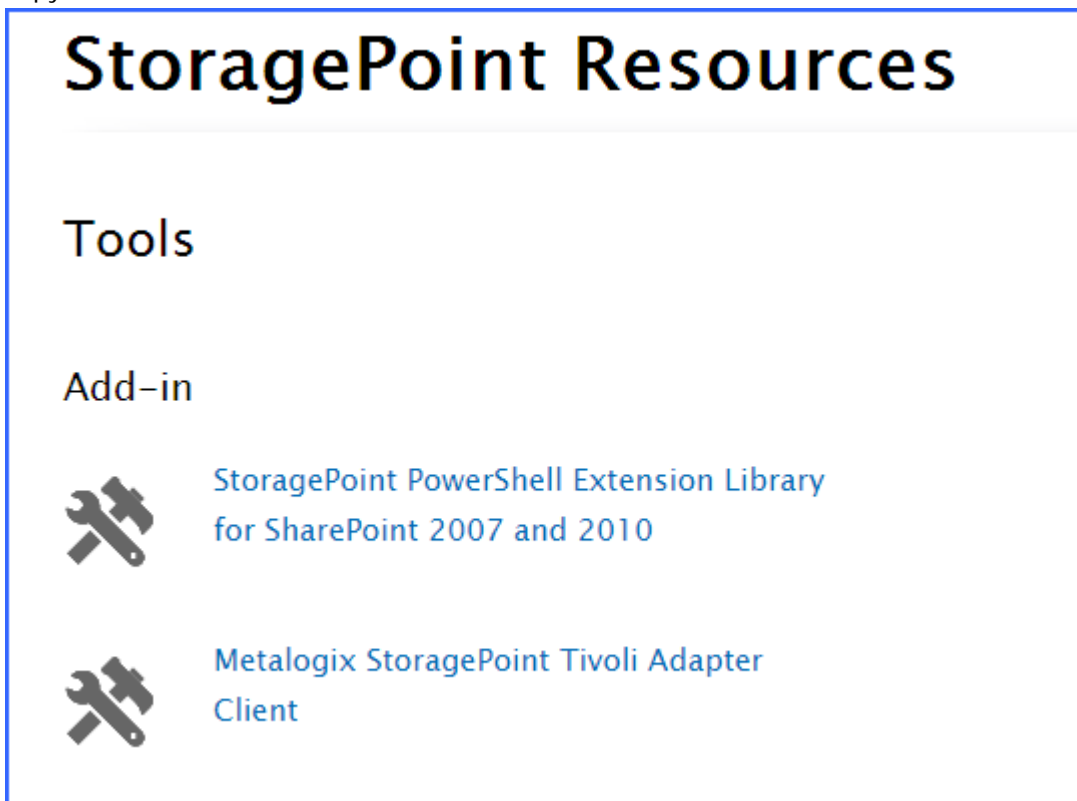 StoragePoint Resources
Tools
Add-in
StoragePoint PowerShell Extension Library
for SharePoint 2007 and 2010
Metalogix StoragePoint Tivoli Adapter
Client